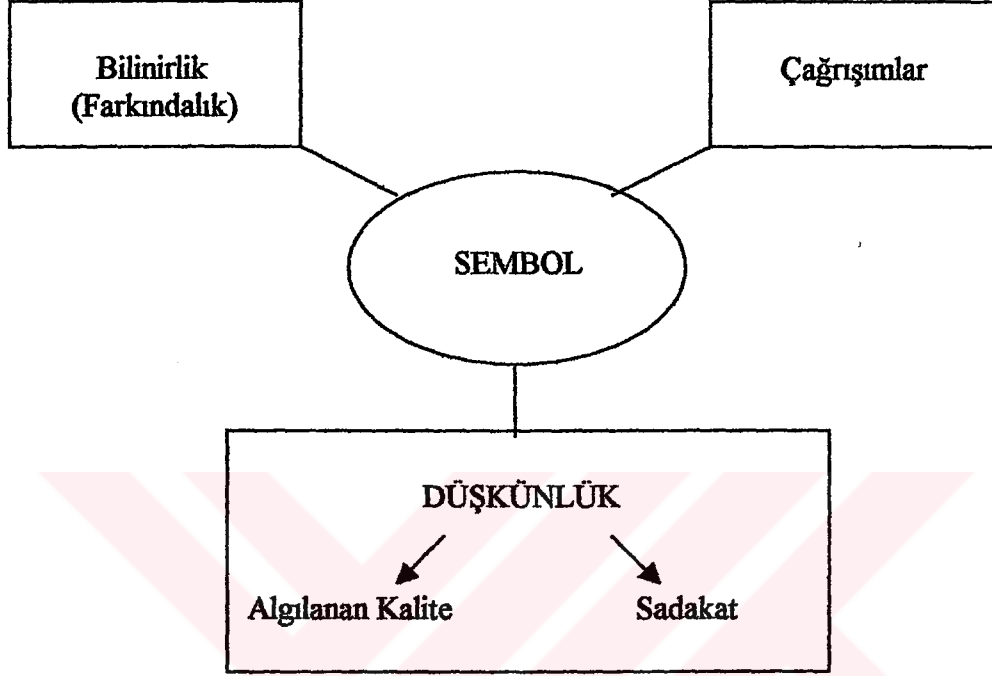 Bilinirlik
(Farkındalık)
Çağrışımlar
SEMBOL
DÜŞKÜNLÜK
Algılanan Kalite
Sadakat